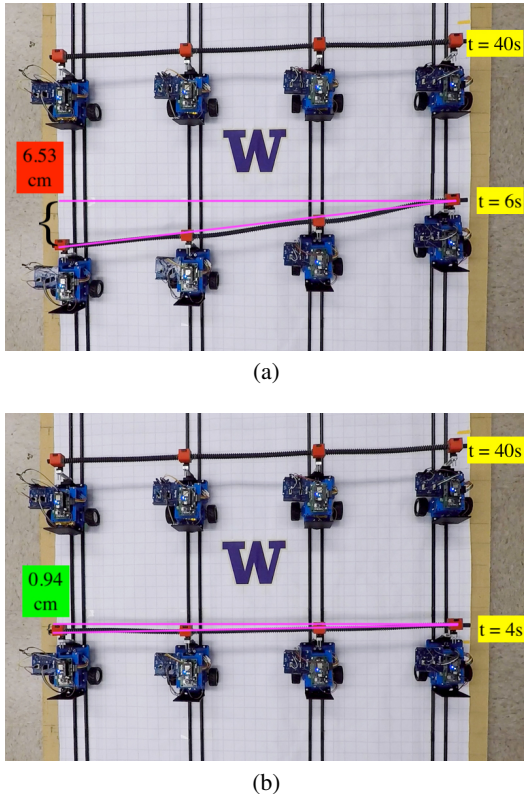 t = 40s
W
6.53
cm
t = 6s
(a)
t = 40s
W
0.94
cm
t = 4s
(b)